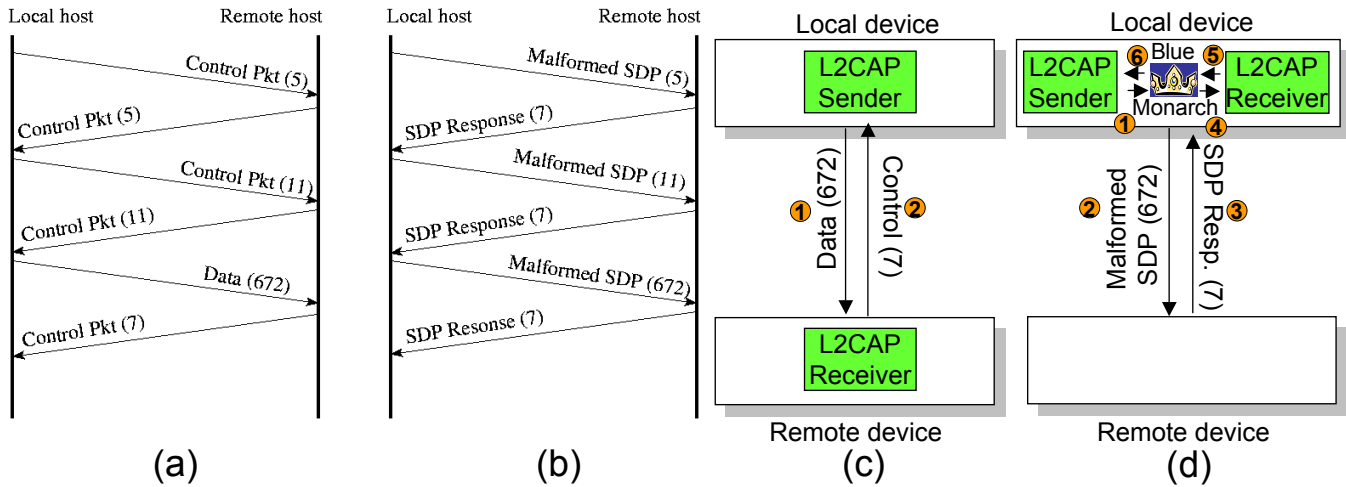 Local host
Remote host
Control Pkt (5)
Control Pkt (5)
Control Pkt (11)
Control Pkt (11)
Data (672)
Control Pkt (7)
(a)
Local host
Remote host
Malformed SDP (5)
SDP Response (7)
Malformed SDP (11)
SDP Response (7)
Malformed SDP (672)
SDP Resonse (7)
(b)
Local device
L2CAP
Sender
1
Data (672)
Control (7)
2
L2CAP
Receiver
Remote device
(c)
Local device
L2CAP
Sender
6
Blue
5
Monarch
1
4
L2CAP
Receiver
2
Malformed
SDP (672)
SDP Resp. (7)
3
Remote device
(d)